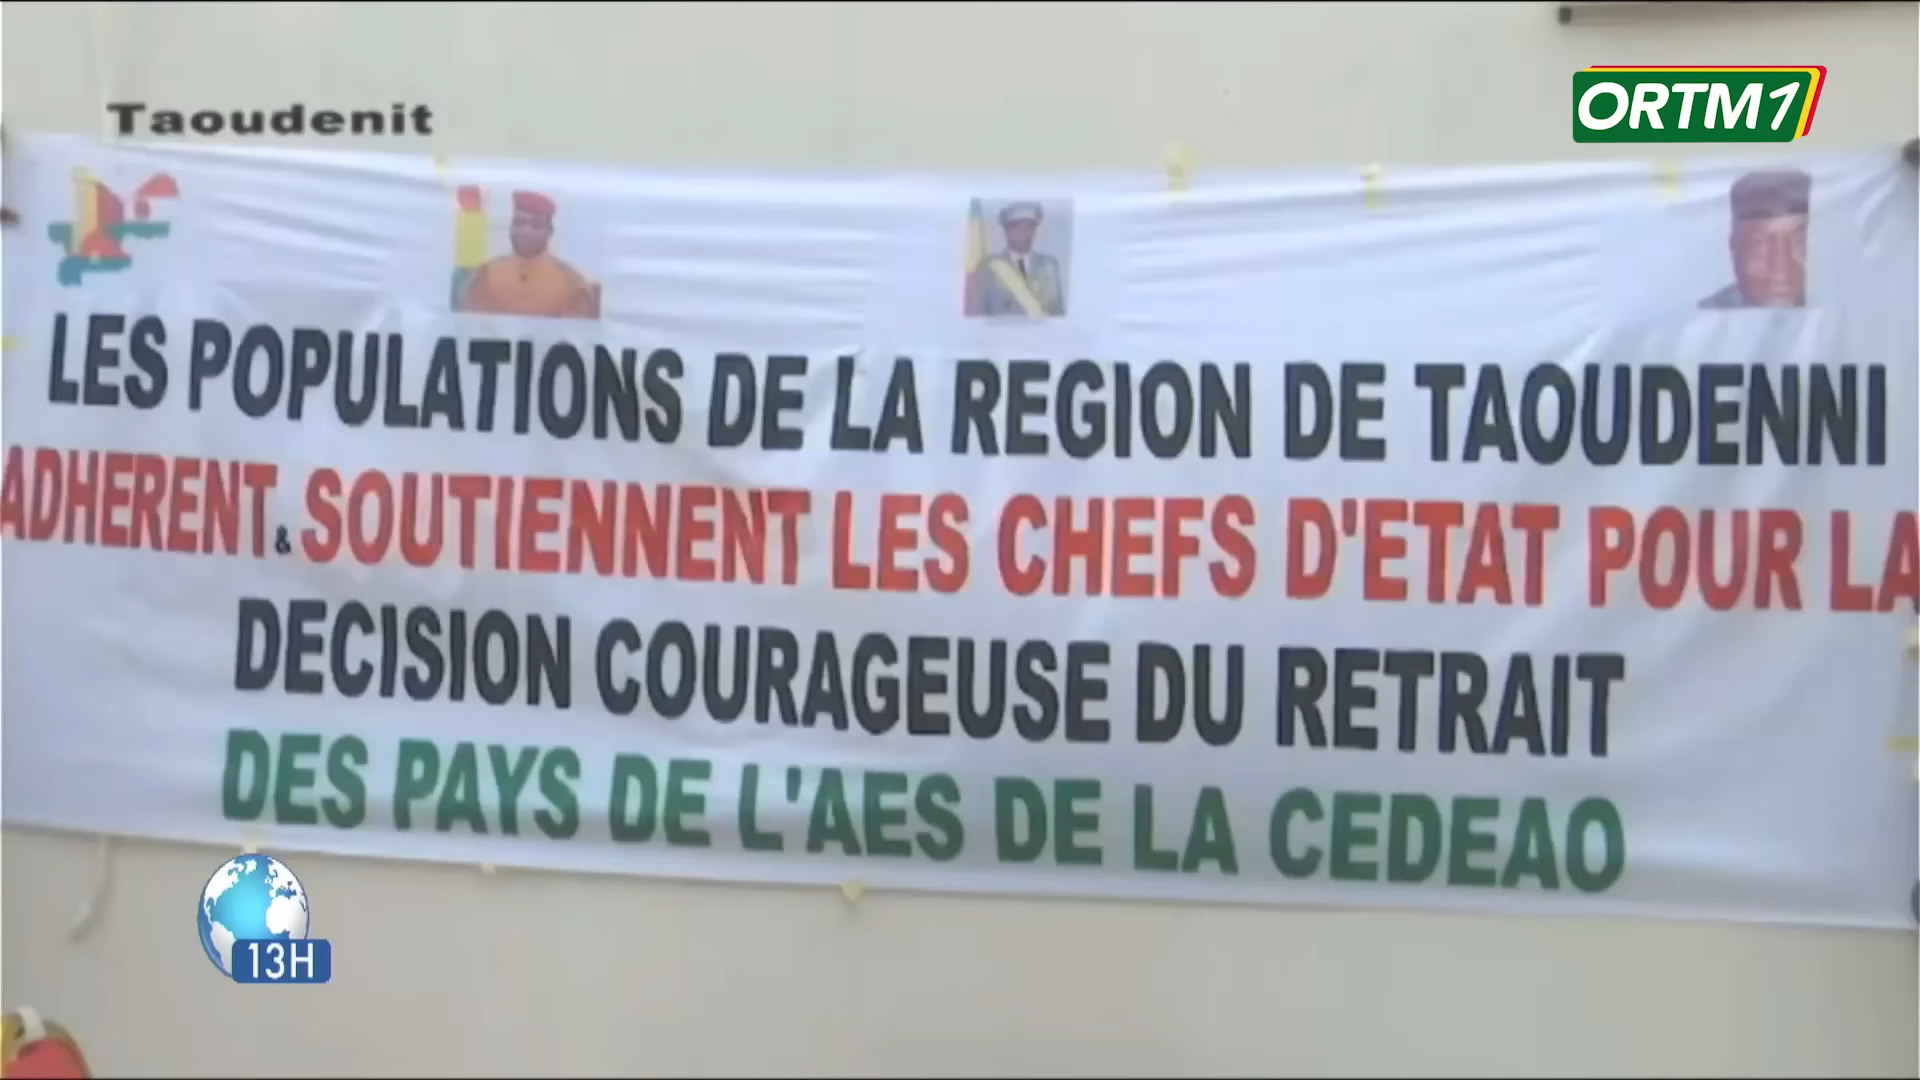 Taoudenit
ORTM1
LES POPULATIONS DE LA REGION DE TAOUDENNI
ADHERENT & SOUTIENNENT LES CHEFS D'ETAT POUR LA
DECISION COURAGEUSE DU RETRAIT
DES PAYS DE L'AES DE LA CEDEAO
13H